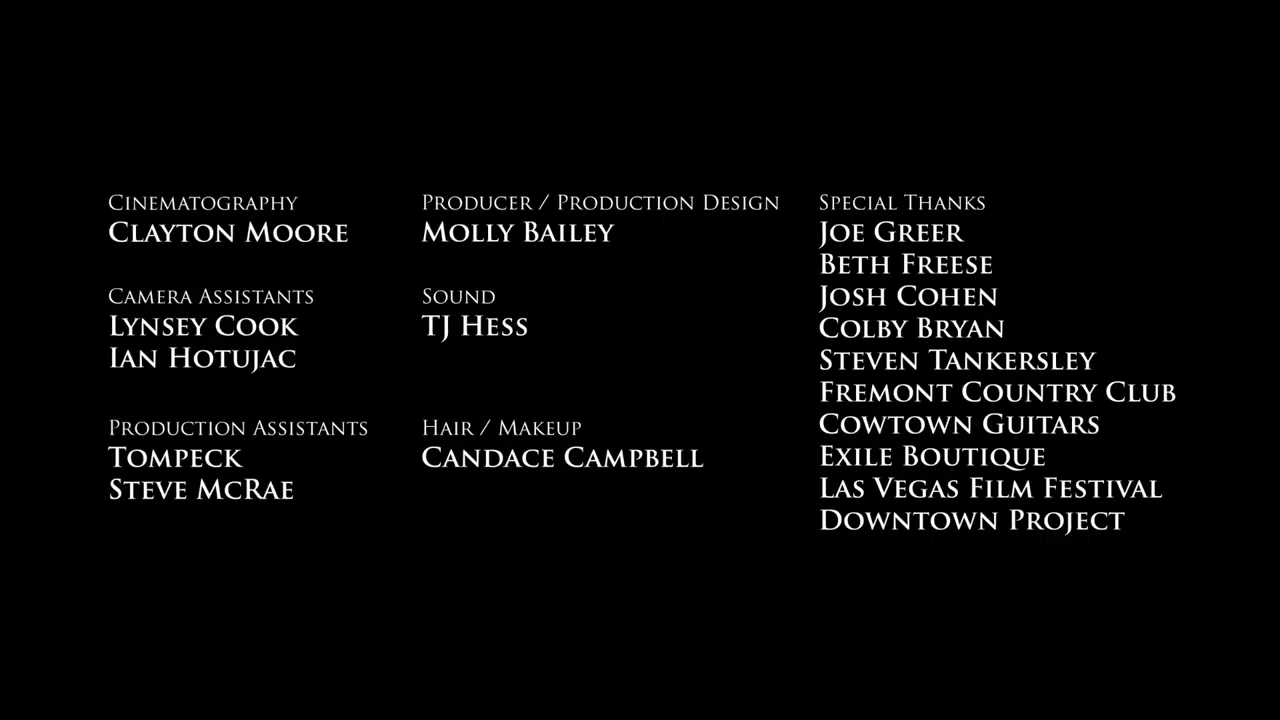 Cinematography
Clayton Moore
Camera Assistants
Lynsey Cook
Ian Hotujac
Production Assistants
Tompeck
Steve McRae
Producer / Production Design
Molly Bailey
Sound
TJ Hess
Hair / Makeup
Candace Campbell
Special Thanks
Joe Greer
Beth Freese
Josh Cohen
Colby Bryan
Steven Tankersley
Fremont Country Club
Cowtown Guitars
Exile Boutique
Las Vegas Film Festival
Downtown Project